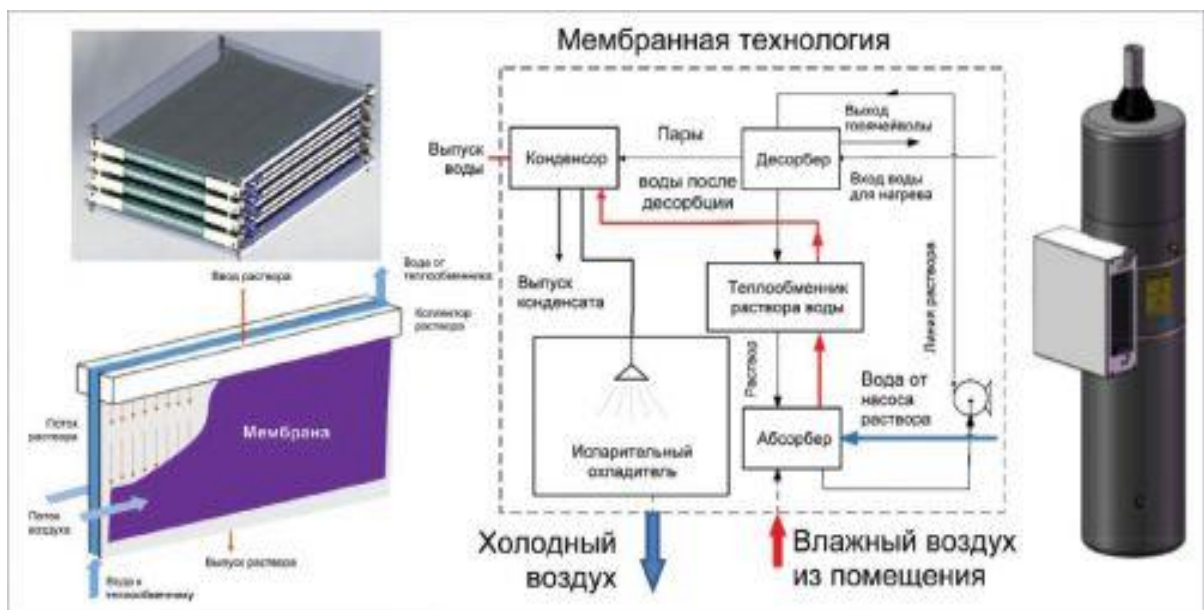 Мембранная технология
Выпуск
воды
Конденсор
Пары
воды после
десорбции
Десорбер
Выход
горячейволы
Вход воды
для нагрева
Выпуск
конденсата
Теплообменник
раствора воды
Линия раствора
Раствор
Вода от
насоса
раствора
Испарительный
охладитель
Абсорбер
Холодный
воздух
Влажный воздух
из помещения
Ввод раствора
Вода от
теплообменника
Коллектор
раствора
Поток
раствора
Мембрана
Поток
воздуха
Выпуск раствора
Вода к
теплообменнику